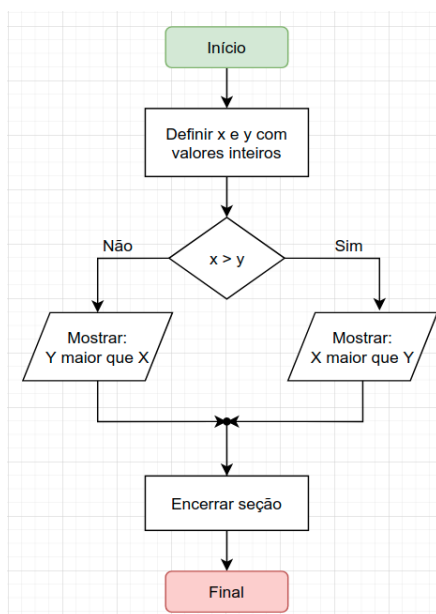 Início
Definir x e y com
valores inteiros
Não
x > y
Sim
Mostrar:
Y maior que X
Mostrar:
X maior que Y
Encerrar seção
Final